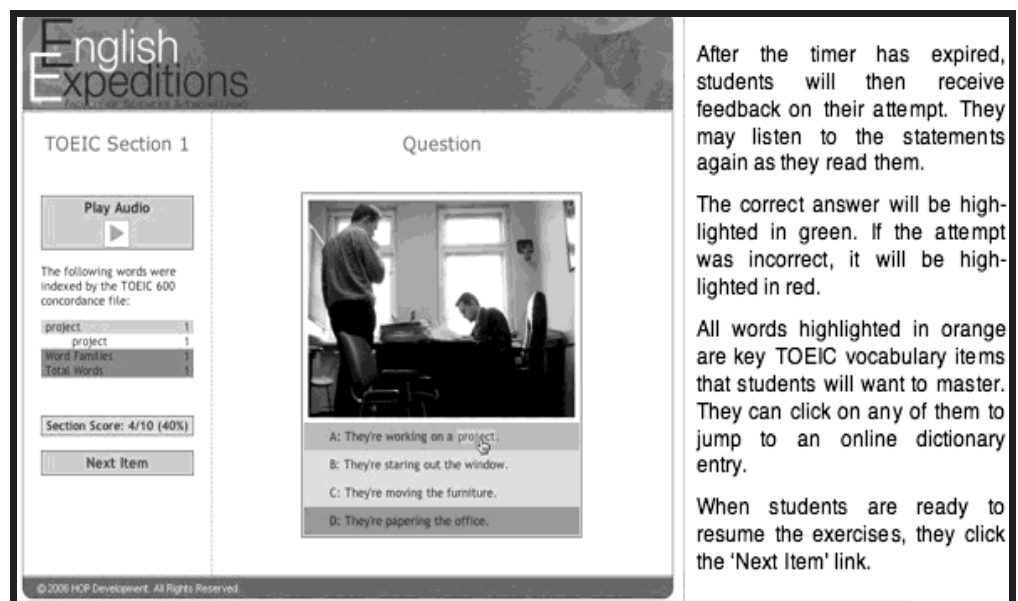 English
Expeditions
FACULTY OF SCIENCES & ENGINEERING
TOEIC Section 1
Play Audio
The following words were
indexed by the TOEIC 600
concordance file:
project 1
project 1
Word Families 1
Total Words 1
Section Score: 4/10 (40%)
Next Item
Question
A: They're working on a project.
B: They're staring out the window.
C: They're moving the furniture.
D: They're papering the office.
© 2006 HOP Development. All Rights Reserved.
After the timer has expired,
students will then receive
feedback on their attempt. They
may listen to the statements
again as they read them.
The correct answer will be high-
lighted in green. If the attempt
was incorrect, it will be high-
lighted in red.
All words highlighted in orange
are key TOEIC vocabulary items
that students will want to master.
They can click on any of them to
jump to an online dictionary
entry.
When students are ready to
resume the exercises, they click
the 'Next Item' link.